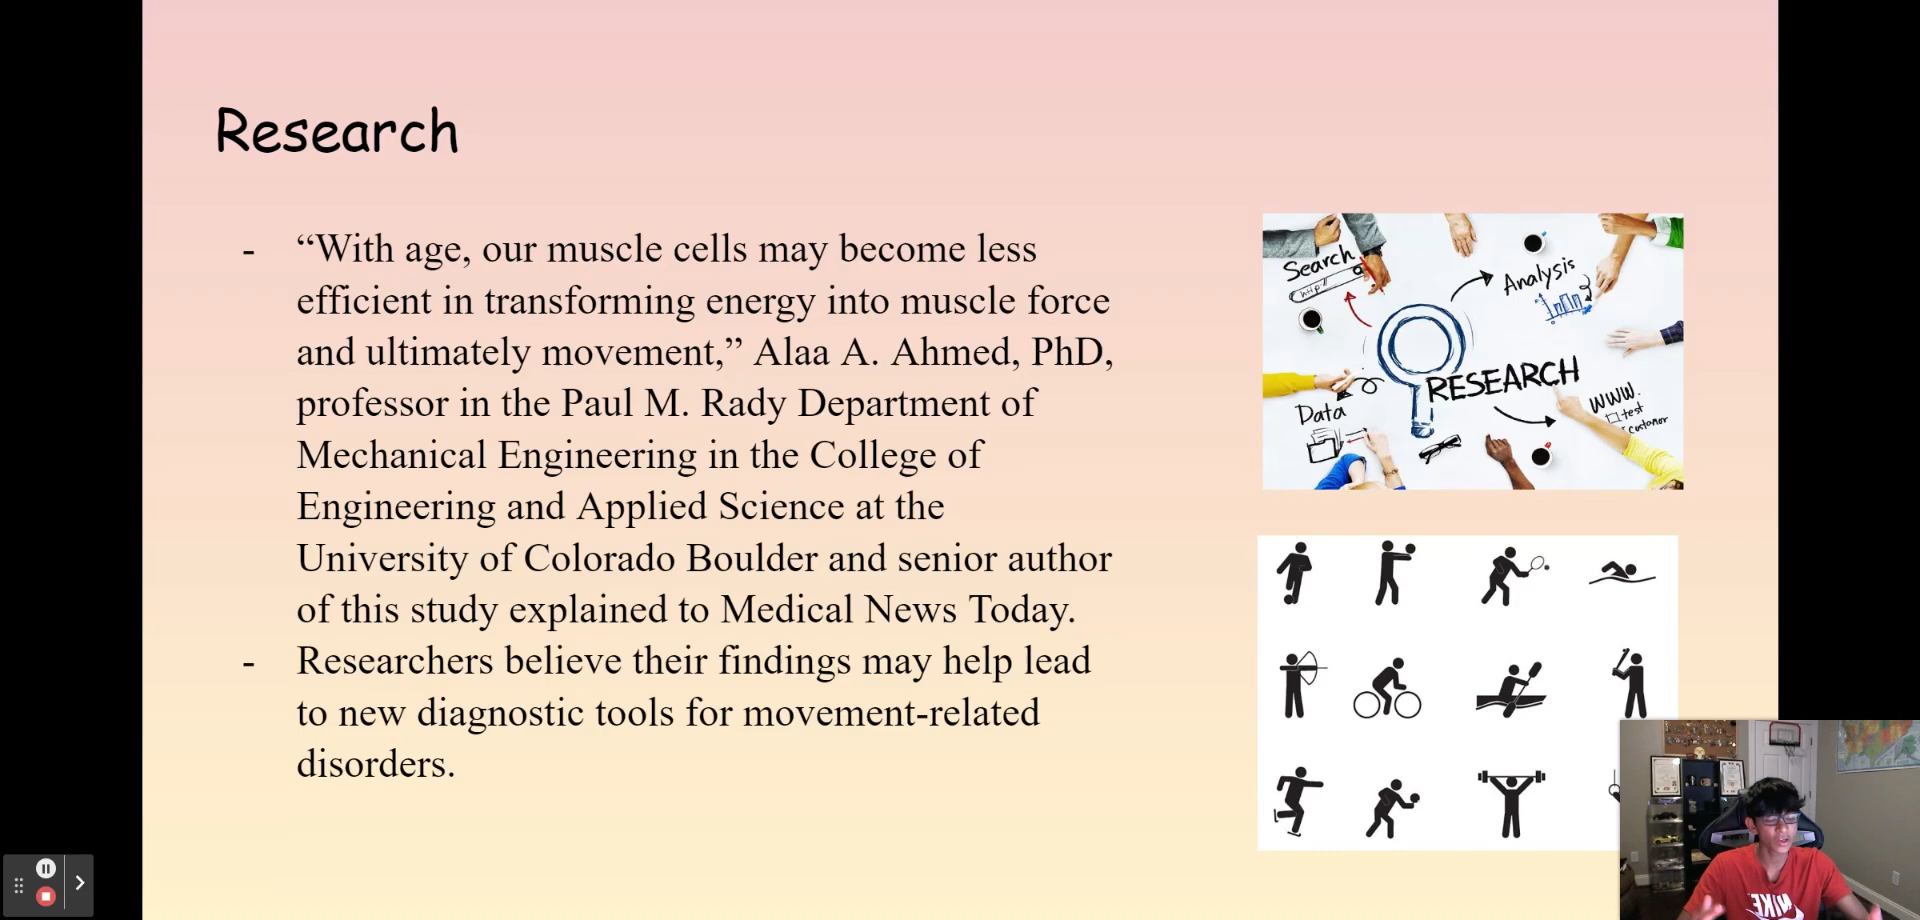 Research
- “With age, our muscle cells may become less
efficient in transforming energy into muscle force
and ultimately movement,” Alaa A. Ahmed, PhD,
professor in the Paul M. Rady Department of
Mechanical Engineering in the College of
Engineering and Applied Science at the
University of Colorado Boulder and senior author
of this study explained to Medical News Today.
- Researchers believe their findings may help lead
to new diagnostic tools for movement-related
disorders.
Search
http://
Analysis
RESEARCH
Data
WWW.
test
customer
NIKE